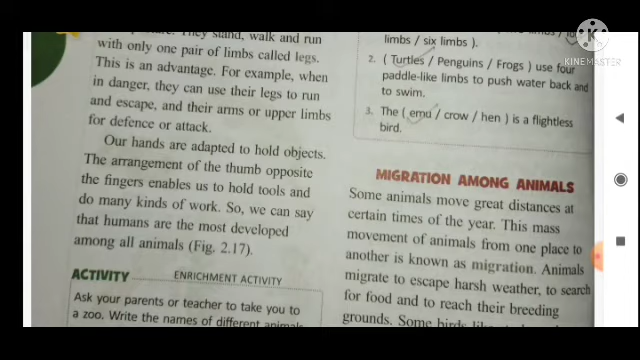 They stand, walk and run
with only one pair of limbs called legs.
This is an advantage. For example, when
in danger, they can use their legs to run
and escape, and their arms or upper limbs
for defence or attack.
Our hands are adapted to hold objects.
The arrangement of the thumb opposite
the fingers enables us to hold tools and
do many kinds of work. So, we can say
that humans are the most developed
among all animals (Fig. 2.17).
ACTIVITY ENRICHMENT ACTIVITY
Ask your parents or teacher to take you to
a zoo. Write the names of different animals
limbs / six limbs ).
2. ( Turtles / Penguins / Frogs ) use four
paddle-like limbs to push water back and
to swim.
3. The ( emu / crow / hen ) is a flightless
bird.
MIGRATION AMONG ANIMALS
Some animals move great distances at
certain times of the year. This mass
movement of animals from one place to
another is known as migration. Animals
migrate to escape harsh weather, to search
for food and to reach their breeding
grounds. Some birds like
KINEMASTER